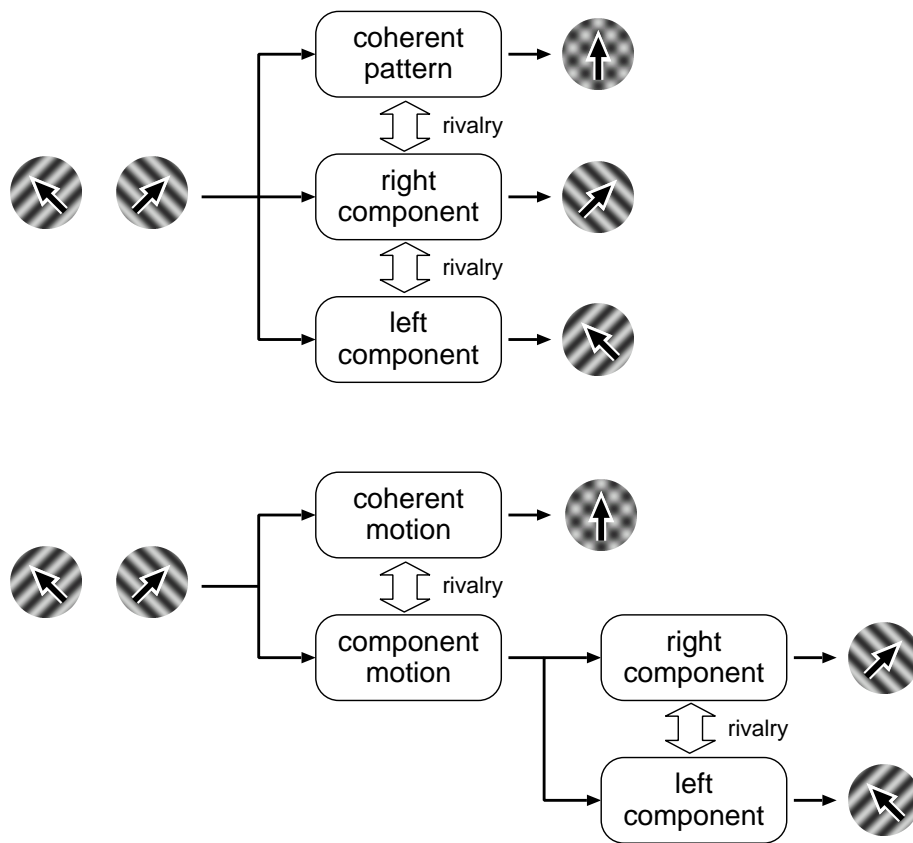 coherent
pattern
rivalry
right
component
rivalry
left
component
coherent
motion
rivalry
component
motion
right
component
rivalry
left
component